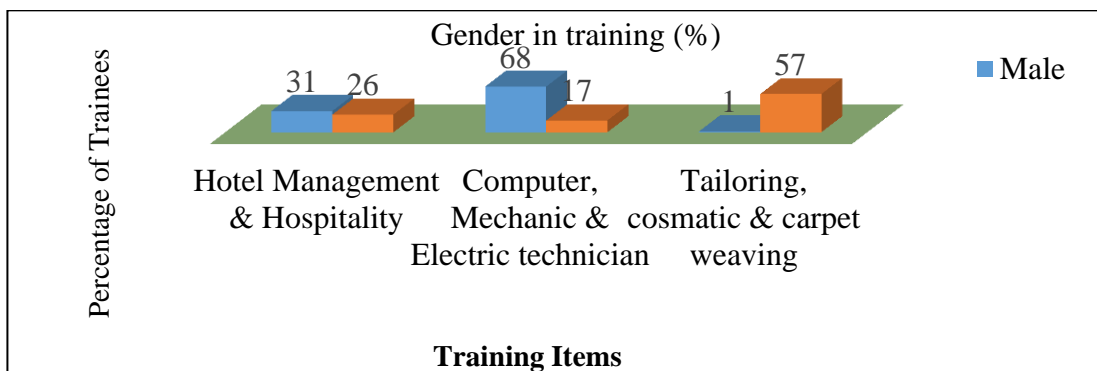 Gender in training (%)
31
26
68
17
1
57
Male
Percentage of Trainees
Hotel Management
& Hospitality
Computer,
Mechanic &
Electric technician
Tailoring,
cosmatic & carpet
weaving
Training Items